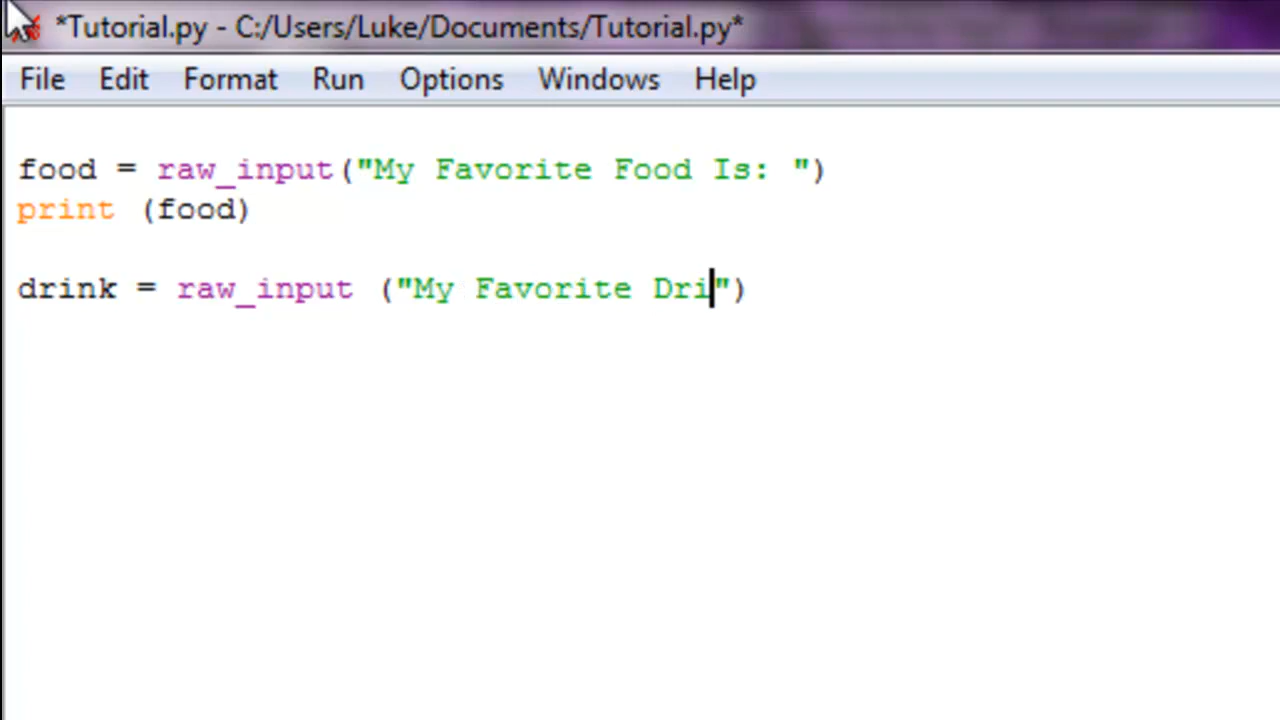 *Tutorial.py - C:/Users/Luke/Documents/Tutorial.py*
File Edit Format Run Options Windows Help
food = raw_input("My Favorite Food Is: ")
print (food)
drink = raw_input ("My Favorite Dri")